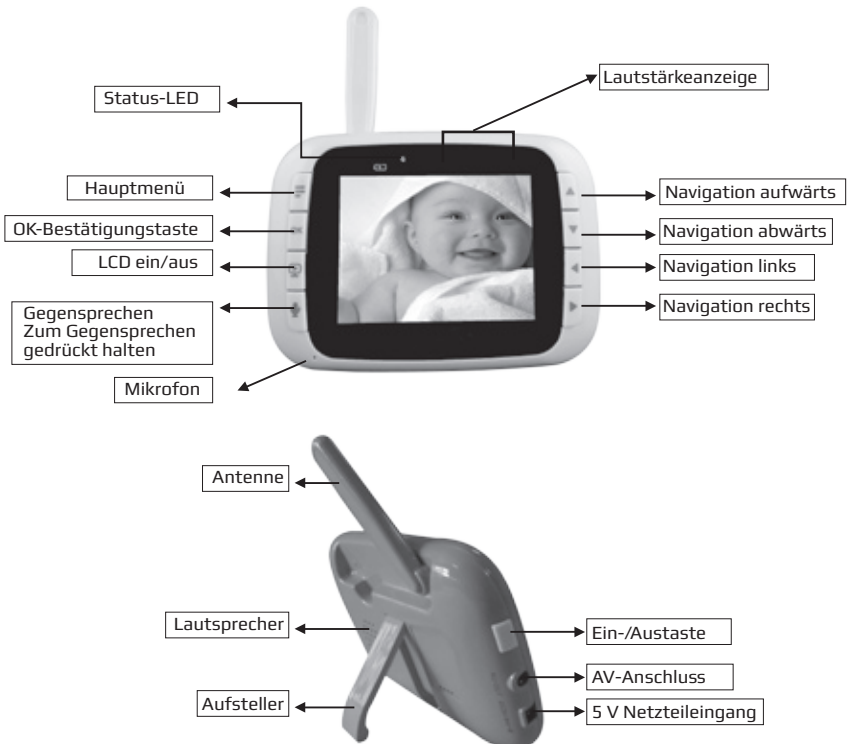 Status-LED
Lautstärkeanzeige
Hauptmenü
OK-Bestätigungstaste
LCD ein/aus
Gegensprechen
Zum Gegensprechen
gedrückt halten
Mikrofon
Navigation aufwärts
Navigation abwärts
Navigation links
Navigation rechts
Antenne
Lautsprecher
Aufsteller
Ein-/Austaste
AV-Anschluss
5 V Netzteileingang